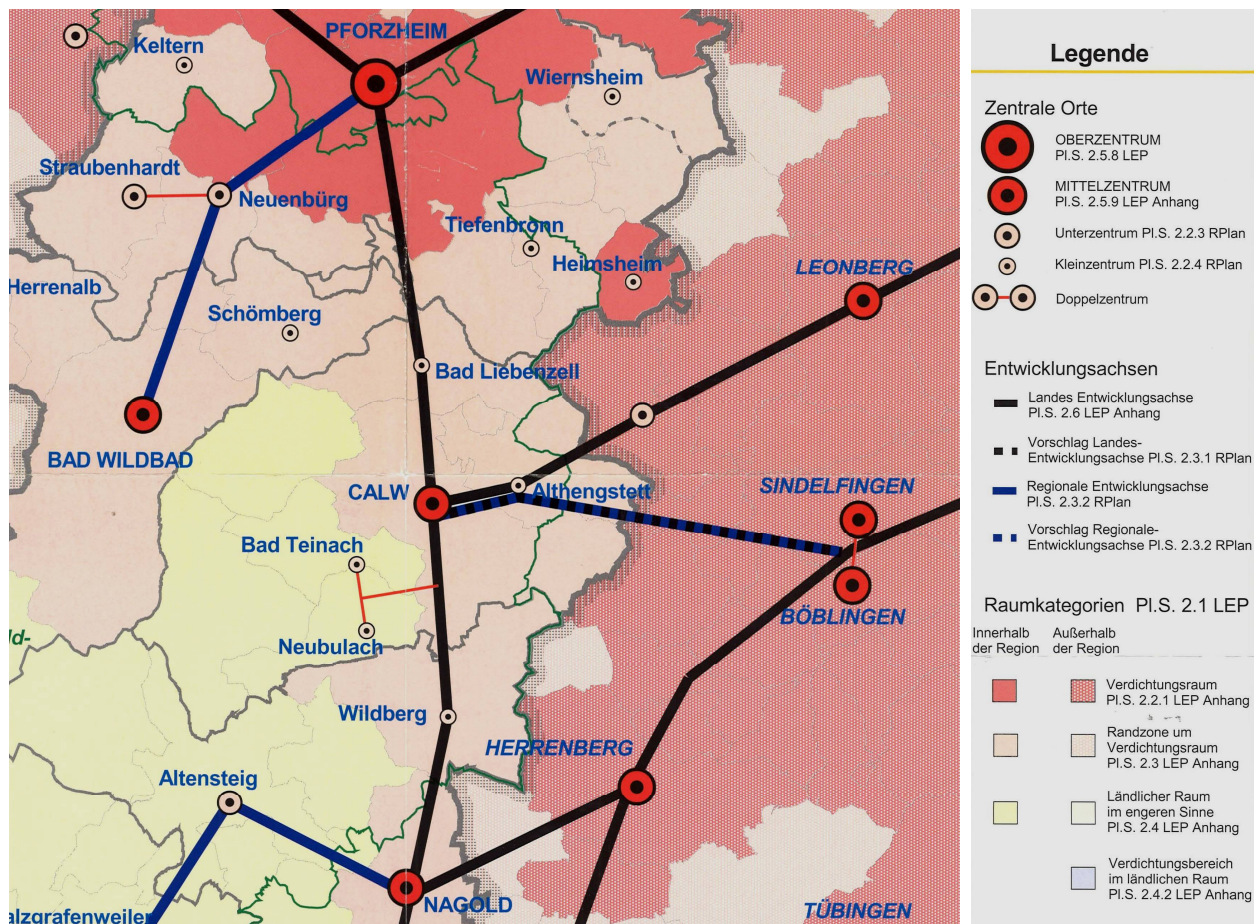 PFORZHEIM
Keltern
Wiernsheim
Straubenhardt
Neuenbürg
Tiefenbronn
Heimsheim
LEONBERG
Herrenalb
Schömberg
Bad Liebenzell
BAD WILDBAD
CALW
Althengstett
SINDELFINGEN
Bad Teinach
BÖBLINGEN
ld-
Neubulach
Wildberg
HERRENBERG
Altensteig
NAGOLD
alzgrafenweiler
TÜBINGEN
Legende
Zentrale Orte
OBERZENTRUM
Pl.S. 2.5.8 LEP
MITTELZENTRUM
Pl.S. 2.5.9 LEP Anhang
Unterzentrum Pl.S. 2.2.3 RPlan
Kleinzentrum Pl.S. 2.2.4 RPlan
Doppelzentrum
Entwicklungsachsen
Landes Entwicklungsachse
Pl.S. 2.6 LEP Anhang
Vorschlag Landes-
Entwicklungsachse Pl.S. 2.3.1 RPlan
Regionale Entwicklungsachse
Pl.S. 2.3.2 RPlan
Vorschlag Regionale-
Entwicklungsachse Pl.S. 2.3.2 RPlan
Raumkategorien Pl.S. 2.1 LEP
Innerhalb der Region
Außerhalb der Region
Verdichtungsraum
Pl.S. 2.2.1 LEP Anhang
Randzone um
Verdichtungsraum
Pl.S. 2.3 LEP Anhang
Ländlicher Raum
im engeren Sinne
Pl.S. 2.4 LEP Anhang
Verdichtungsbereich
im ländlichen Raum
Pl.S. 2.4.2 LEP Anhang